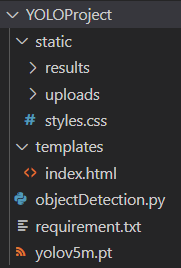 YOLOProject
static
results
uploads
styles.css
templates
index.html
objectDetection.py
requirement.txt
yolov5m.pt